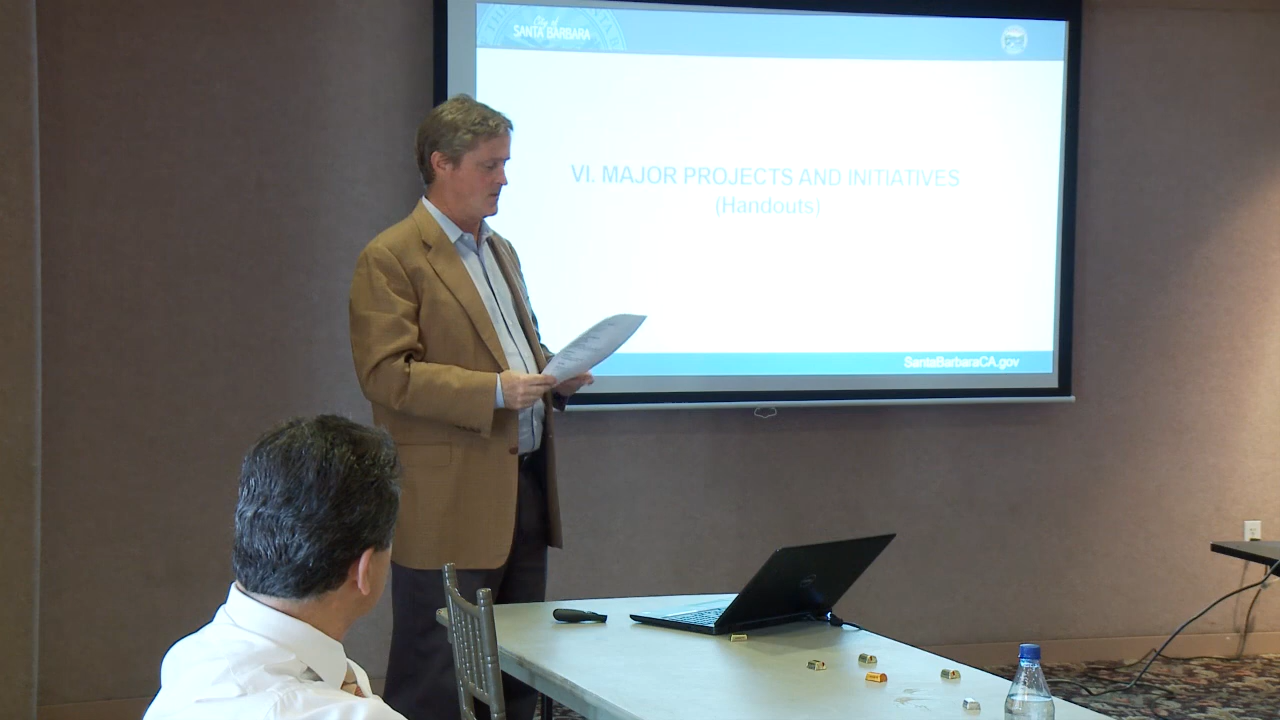 City of
SANTA BARBARA
VI. MAJOR PROJECTS AND INITIATIVES
(Handouts)
SantaBarbaraCA.gov